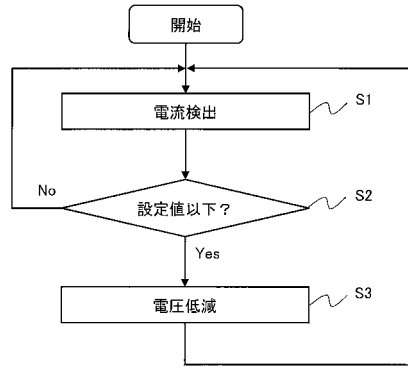 開始
電流検出
S1
設定値以下？
S2
No
Yes
電圧低減
S3